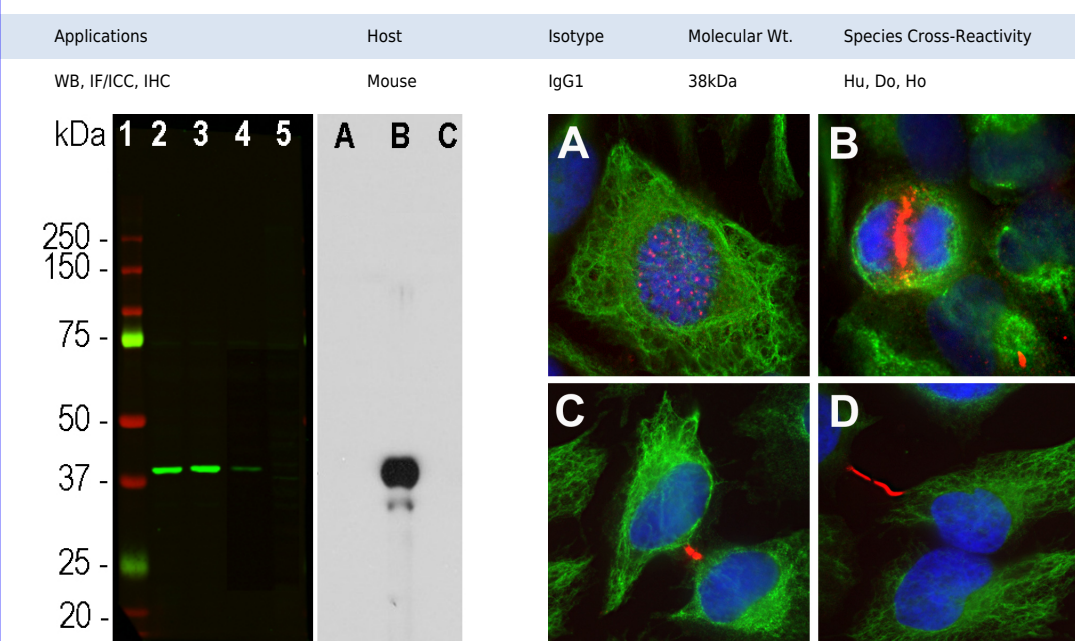 Applications Host Isotype Molecular Wt. Species Cross-Reactivity
WB, IF/ICC, IHC Mouse IgG1 38kDa Hu, Do, Ho
kDa 1 2 3 4 5 A B C
250 -
150 -
75 -
50 -
37 -
25 -
20 -
A B
C D